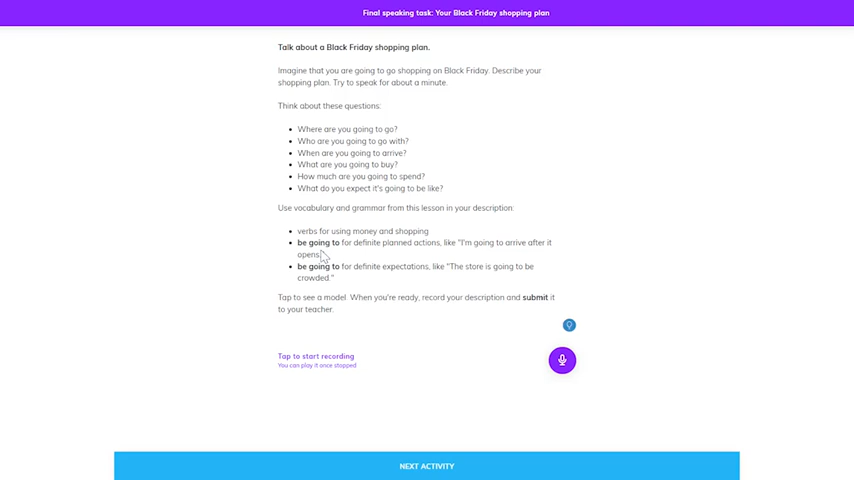 Final speaking task: Your Black Friday shopping plan
Talk about a Black Friday shopping plan.
Imagine that you are going to go shopping on Black Friday. Describe your
shopping plan. Try to speak for about a minute.
Think about these questions:
Where are you going to go?
Who are you going to go with?
When are you going to arrive?
What are you going to buy?
How much are you going to spend?
What do you expect it's going to be like?
Use vocabulary and grammar from this lesson in your description:
verbs for using money and shopping
be going to for definite planned actions, like "I'm going to arrive after it
opens
be going to for definite expectations, like "The store is going to be
crowded."
Tap to see a model When you're ready, record your description and submit it
to your teacher.
Tap to start recording
You can play it once stopped
NEXT ACTIVITY